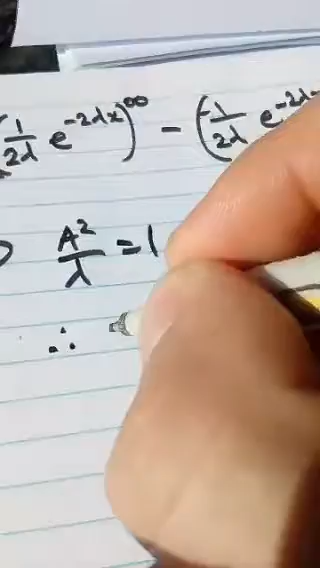 (1/2λ e^-2λx)^∞ - (-1/2λ e^-2λ
A²/λ = 1
∴